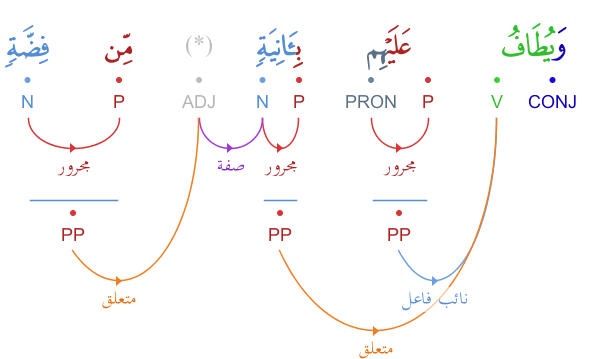 وَيُطَافُ عَلَيْهِم بِـَٔانِيَةٍ (*) مِّن فِضَّةٍ
CONJ V P PRON P N ADJ P N
مجرور مجرور صفة مجرور
PP PP PP
نائب فاعل متعلق
متعلق